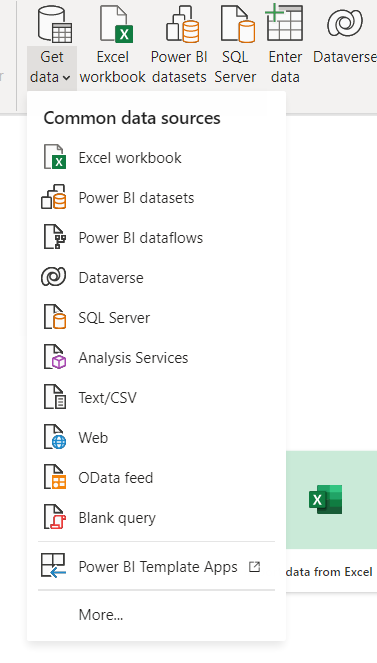 Get data
Excel workbook
Power BI datasets
SQL Server
Enter data
Dataverse
Common data sources
Excel workbook
Power BI datasets
Power BI dataflows
Dataverse
SQL Server
Analysis Services
Text/CSV
Web
OData feed
Blank query
Power BI Template Apps
data from Excel
More...